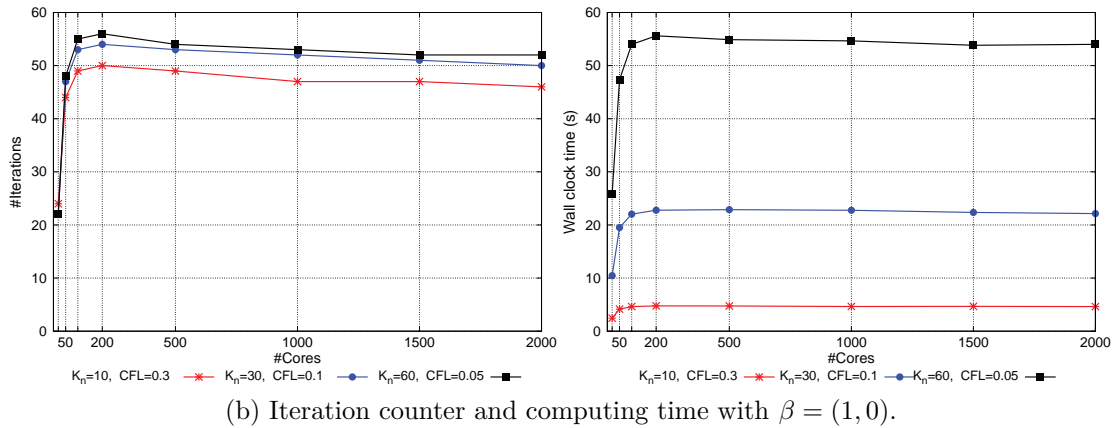 60
50
40
30
20
10
0
#Iterations
50 200 500 1000 1500 2000
#Cores
K_n=10, CFL=0.3 K_n=30, CFL=0.1 K_n=60, CFL=0.05
60
50
40
30
20
10
0
Wall clock time (s)
50 200 500 1000 1500 2000
#Cores
K_n=10, CFL=0.3 K_n=30, CFL=0.1 K_n=60, CFL=0.05
(b) Iteration counter and computing time with β = (1, 0).